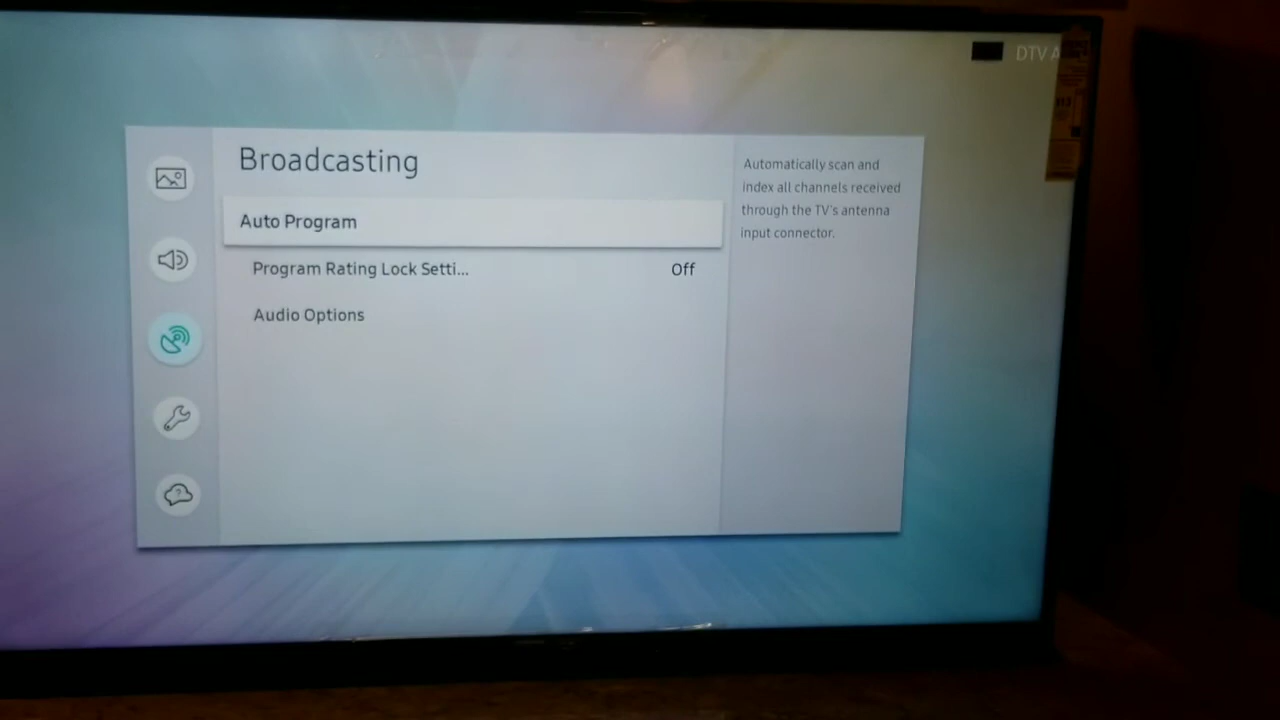 DTV A
Broadcasting
Auto Program
Program Rating Lock Setti... Off
Audio Options
Automatically scan and
index all channels received
through the TV's antenna
input connector.